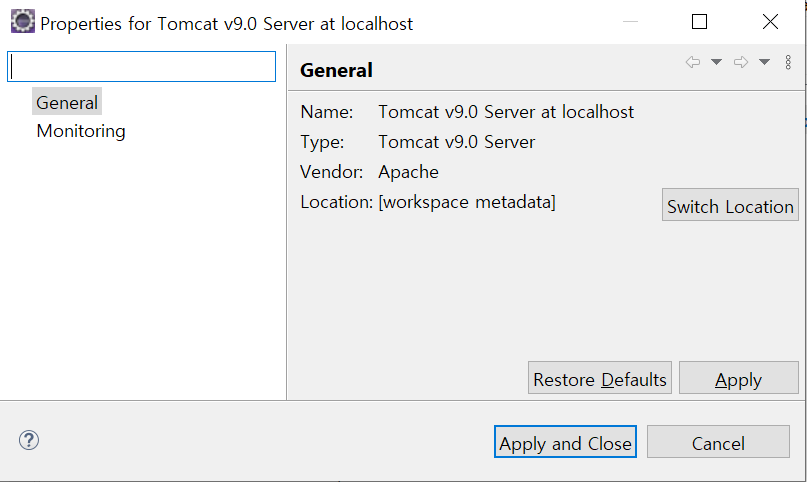 Properties for Tomcat v9.0 Server at localhost
General
Monitoring
General
Name: Tomcat v9.0 Server at localhost
Type: Tomcat v9.0 Server
Vendor: Apache
Location: [workspace metadata]
Switch Location
Restore Defaults Apply
Apply and Close Cancel